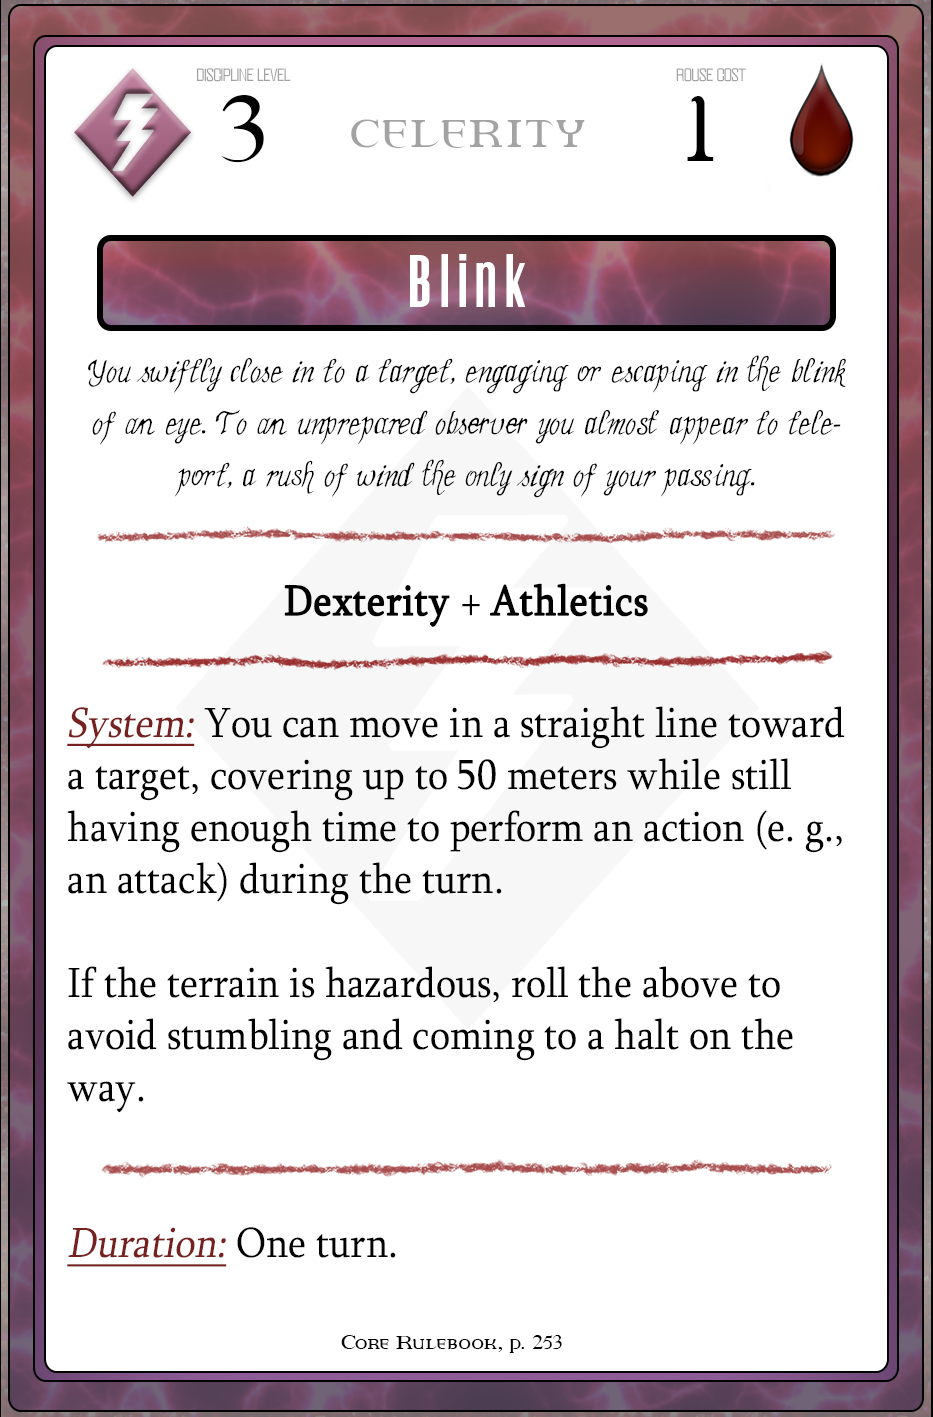 DISCIPLINE LEVEL
3
CELERITY
ROUSE COST
1
Blink
You swiftly close in to a target, engaging or escaping in the blink
of an eye. To an unprepared observer you almost appear to tele-
port, a rush of wind the only sign of your passing.
Dexterity + Athletics
System: You can move in a straight line toward
a target, covering up to 50 meters while still
having enough time to perform an action (e. g.,
an attack) during the turn.
If the terrain is hazardous, roll the above to
avoid stumbling and coming to a halt on the
way.
Duration: One turn.
Core Rulebook, p. 253